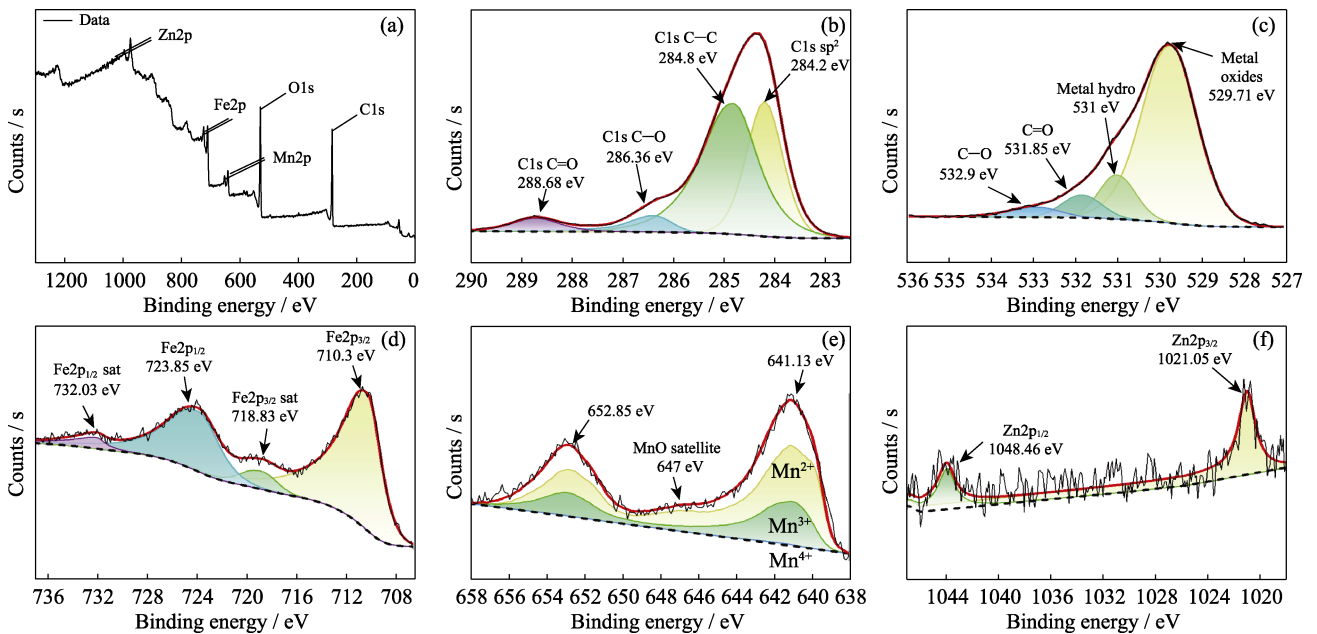 Data
(a)
Zn2p
Fe2p
Mn2p
O1s
C1s
Counts / s
1200 1000 800 600 400 200 0
Binding energy / eV
(b)
C1s C—C
284.8 eV
C1s sp²
284.2 eV
C1s C—O
286.36 eV
C1s C=O
288.68 eV
Counts / s
290 289 288 287 286 285 284 283
Binding energy / eV
(c)
Metal
oxides
529.71 eV
Metal hydro
531 eV
C=O
531.85 eV
C—O
532.9 eV
Counts / s
536 535 534 533 532 531 530 529 528 527
Binding energy / eV
(d)
Fe2p3/2
710.3 eV
Fe2p1/2
723.85 eV
Fe2p1/2 sat
732.03 eV
Fe2p3/2 sat
718.83 eV
Counts / s
736 732 728 724 720 716 712 708
Binding energy / eV
(e)
641.13 eV
652.85 eV
MnO satellite
647 eV
Mn²⁺
Mn³⁺
Mn⁴⁺
Counts / s
658 656 654 652 650 648 646 644 642 640 638
Binding energy / eV
(f)
Zn2p3/2
1021.05 eV
Zn2p1/2
1048.46 eV
Counts / s
1044 1040 1036 1032 1028 1024 1020
Binding energy / eV